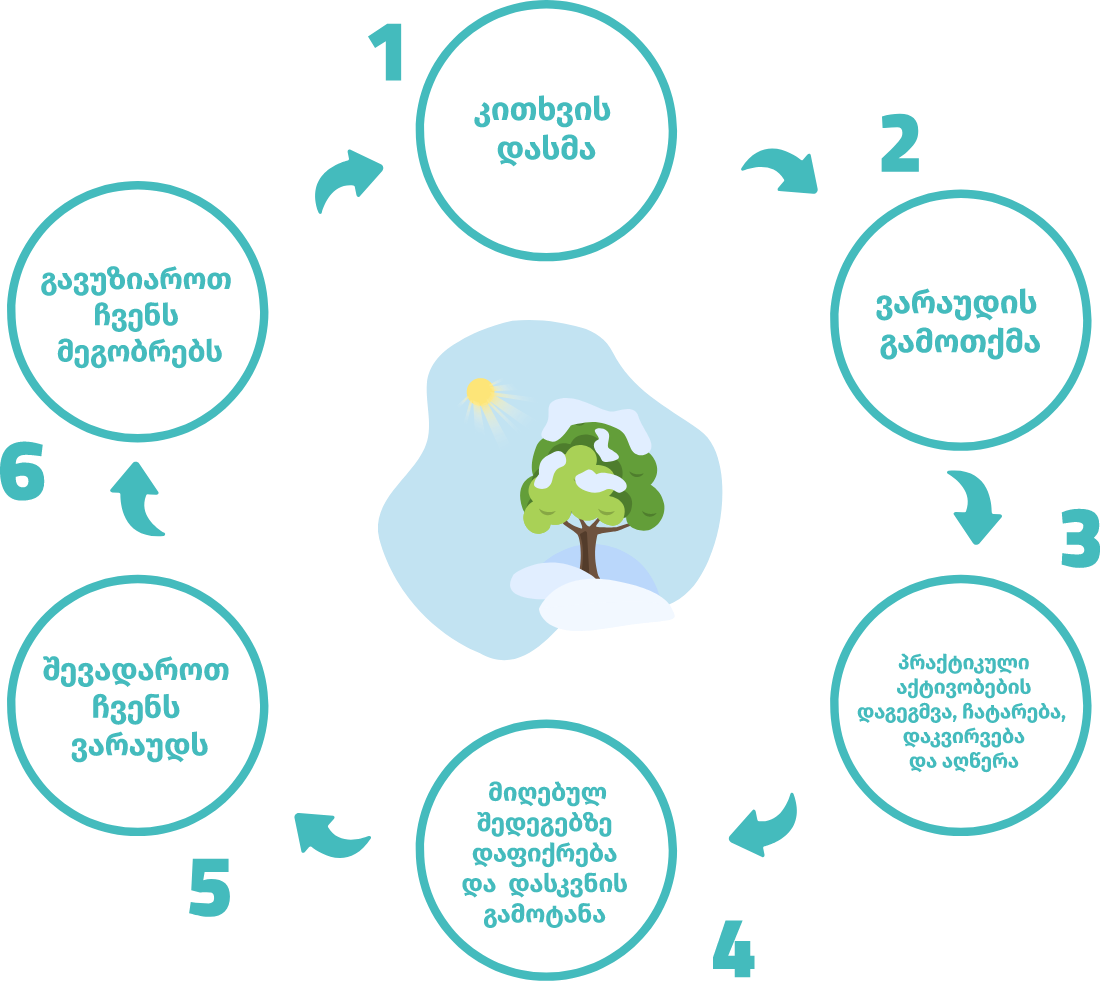 1
კითხვის
დასმა
2
ვარაუდის
გამოთქმა
3
პრაქტიკული
აქტივობების
დაგეგმვა, ჩატარება,
დაკვირვება
და აღწერა
4
მიღებულ
შედეგებზე
დაფიქრება
და დასკვნის
გამოტანა
5
შევადაროთ
ჩვენს
ვარაუდს
6
გავუზიაროთ
ჩვენს
მეგობრებს